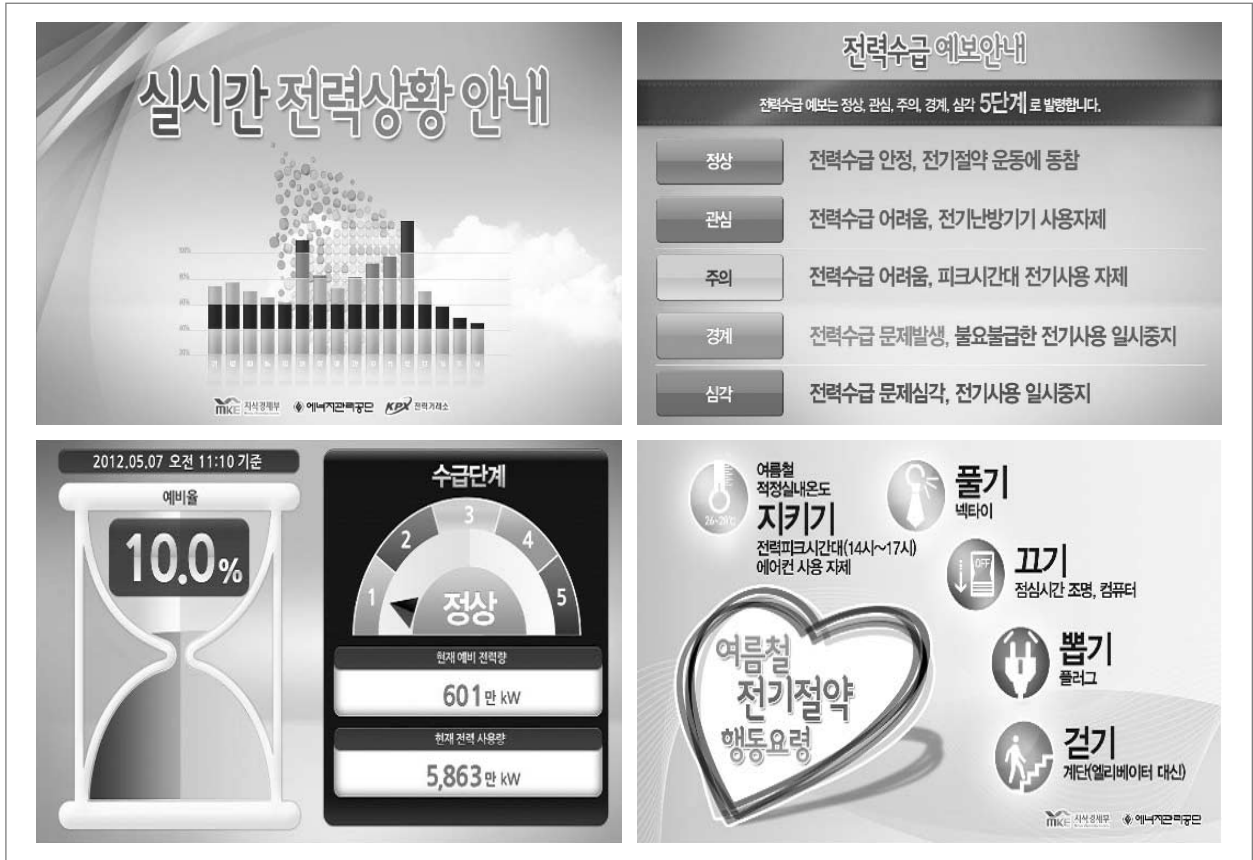 실시간 전력상황 안내
100%
80%
60%
40%
20%
MKE 지식경제부 에너지관리공단 KPX 전력거래소
전력수급 예보안내
전력수급 예보는 정상, 관심, 주의, 경계, 심각 5단계로 발령합니다.
정상 전력수급 안정, 전기절약 운동에 동참
관심 전력수급 어려움, 전기난방기기 사용자제
주의 전력수급 어려움, 피크시간대 전기사용 자제
경계 전력수급 문제발생, 불요불급한 전기사용 일시중지
심각 전력수급 문제심각, 전기사용 일시중지
2012.05.07 오전 11:10 기준
예비율
10.0%
수급단계
1 2 3 4 5
정상
현재 예비 전력량
601만 kW
현재 전력 사용량
5,863만 kW
여름철
적정실내온도
지키기
전력피크시간대(14시~17시)
에어컨 사용 자제
26~28℃
풀기
넥타이
OFF
끄기
점심시간 조명, 컴퓨터
뽑기
플러그
걷기
계단(엘리베이터 대신)
여름철
전기절약
행동요령
MKE 지식경제부 에너지관리공단